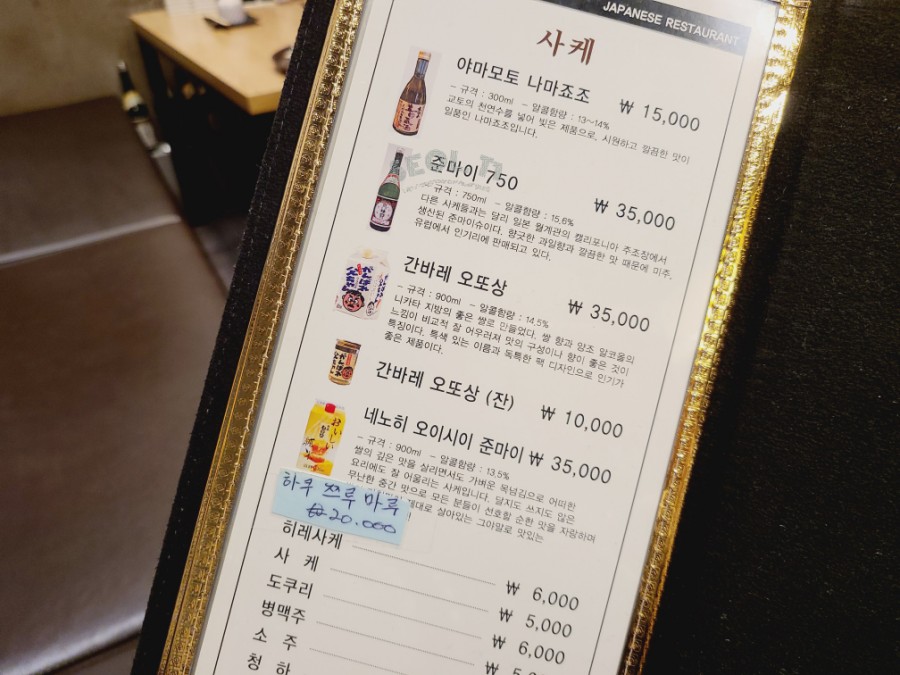 JAPANESE RESTAURANT
사케
야마모토 나마죠조 ₩ 15,000
- 규격 : 300ml - 알콜함량 : 13~14%
교토의 천연수를 넣어 빚은 제품으로, 시원하고 깔끔한 맛이
일품인 나마죠조입니다.
준마이 750 ₩ 35,000
규격 : 750ml - 알콜함량 : 15,6%
다른 사케들과는 달리 일본 월계관의 캘리포니아 주조장에서
생산된 준마이슈이다. 향긋한 과일향과 깔끔한 맛 때문에 미주,
유럽에서 인기리에 판매되고 있다.
간바레 오또상 ₩ 35,000
- 규격 : 900ml - 알콜함량 : 14,5%
니카타 지방의 좋은 쌀로 만들었다. 쌀 향과 양조 알코올의
느낌이 비교적 잘 어우러져 맛의 구성이나 향이 좋은 것이
특징이다. 특색 있는 이름과 독특한 팩 디자인으로 인기가
좋은 제품이다.
간바레 오또상 (잔) ₩ 10,000
네노히 오이시이 준마이 ₩ 35,000
- 규격 : 900ml - 알콜함량 : 13,5%
쌀의 깊은 맛을 살리면서도 가벼운 목넘김으로 어떠한
요리에도 잘 어울리는 사케입니다. 달지도 쓰지도 않은
무난한 중간 맛으로 모든 분들이 선호할 순한 맛을 자랑하며
제대로 살아있는 그야말로 맛있는
하쿠 쯔루 마루
₩20.000
히레사케 ₩ 6,000
사 케 ₩ 5,000
도쿠리 ₩ 6,000
병맥주
소 주
청 하